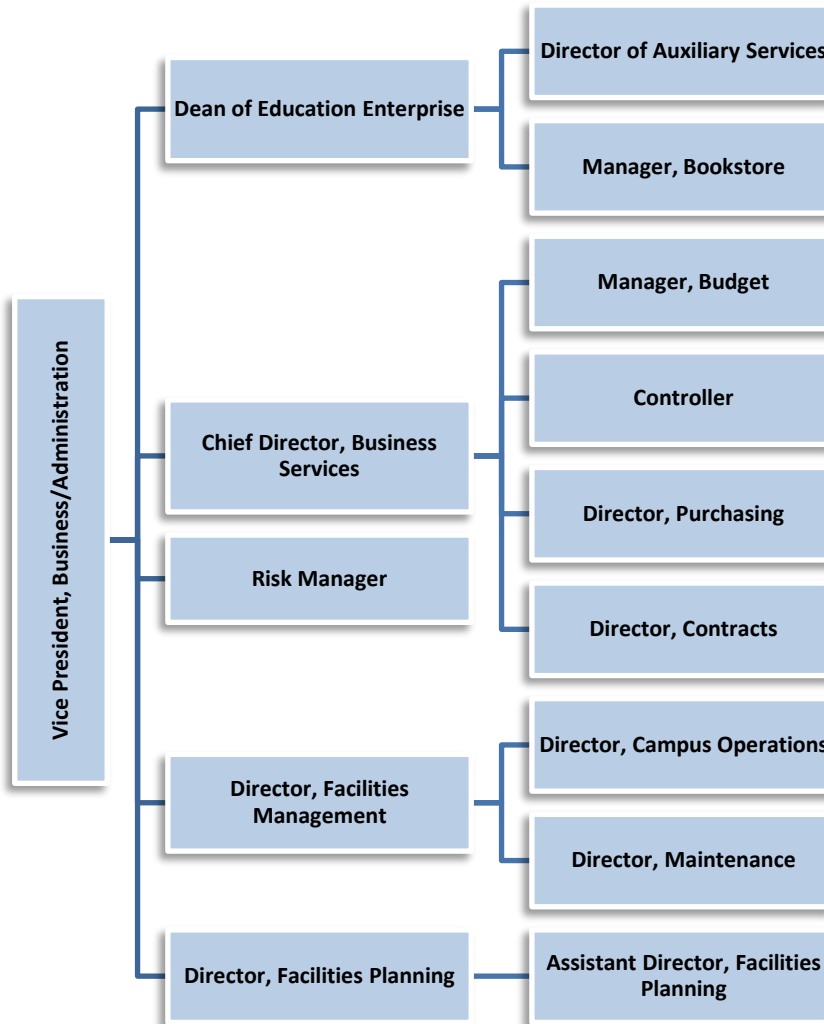 Vice President, Business/Administration
Dean of Education Enterprise
Director of Auxiliary Services
Manager, Bookstore
Chief Director, Business
Services
Manager, Budget
Controller
Director, Purchasing
Director, Contracts
Risk Manager
Director, Facilities
Management
Director, Campus Operations
Director, Maintenance
Director, Facilities Planning
Assistant Director, Facilities
Planning